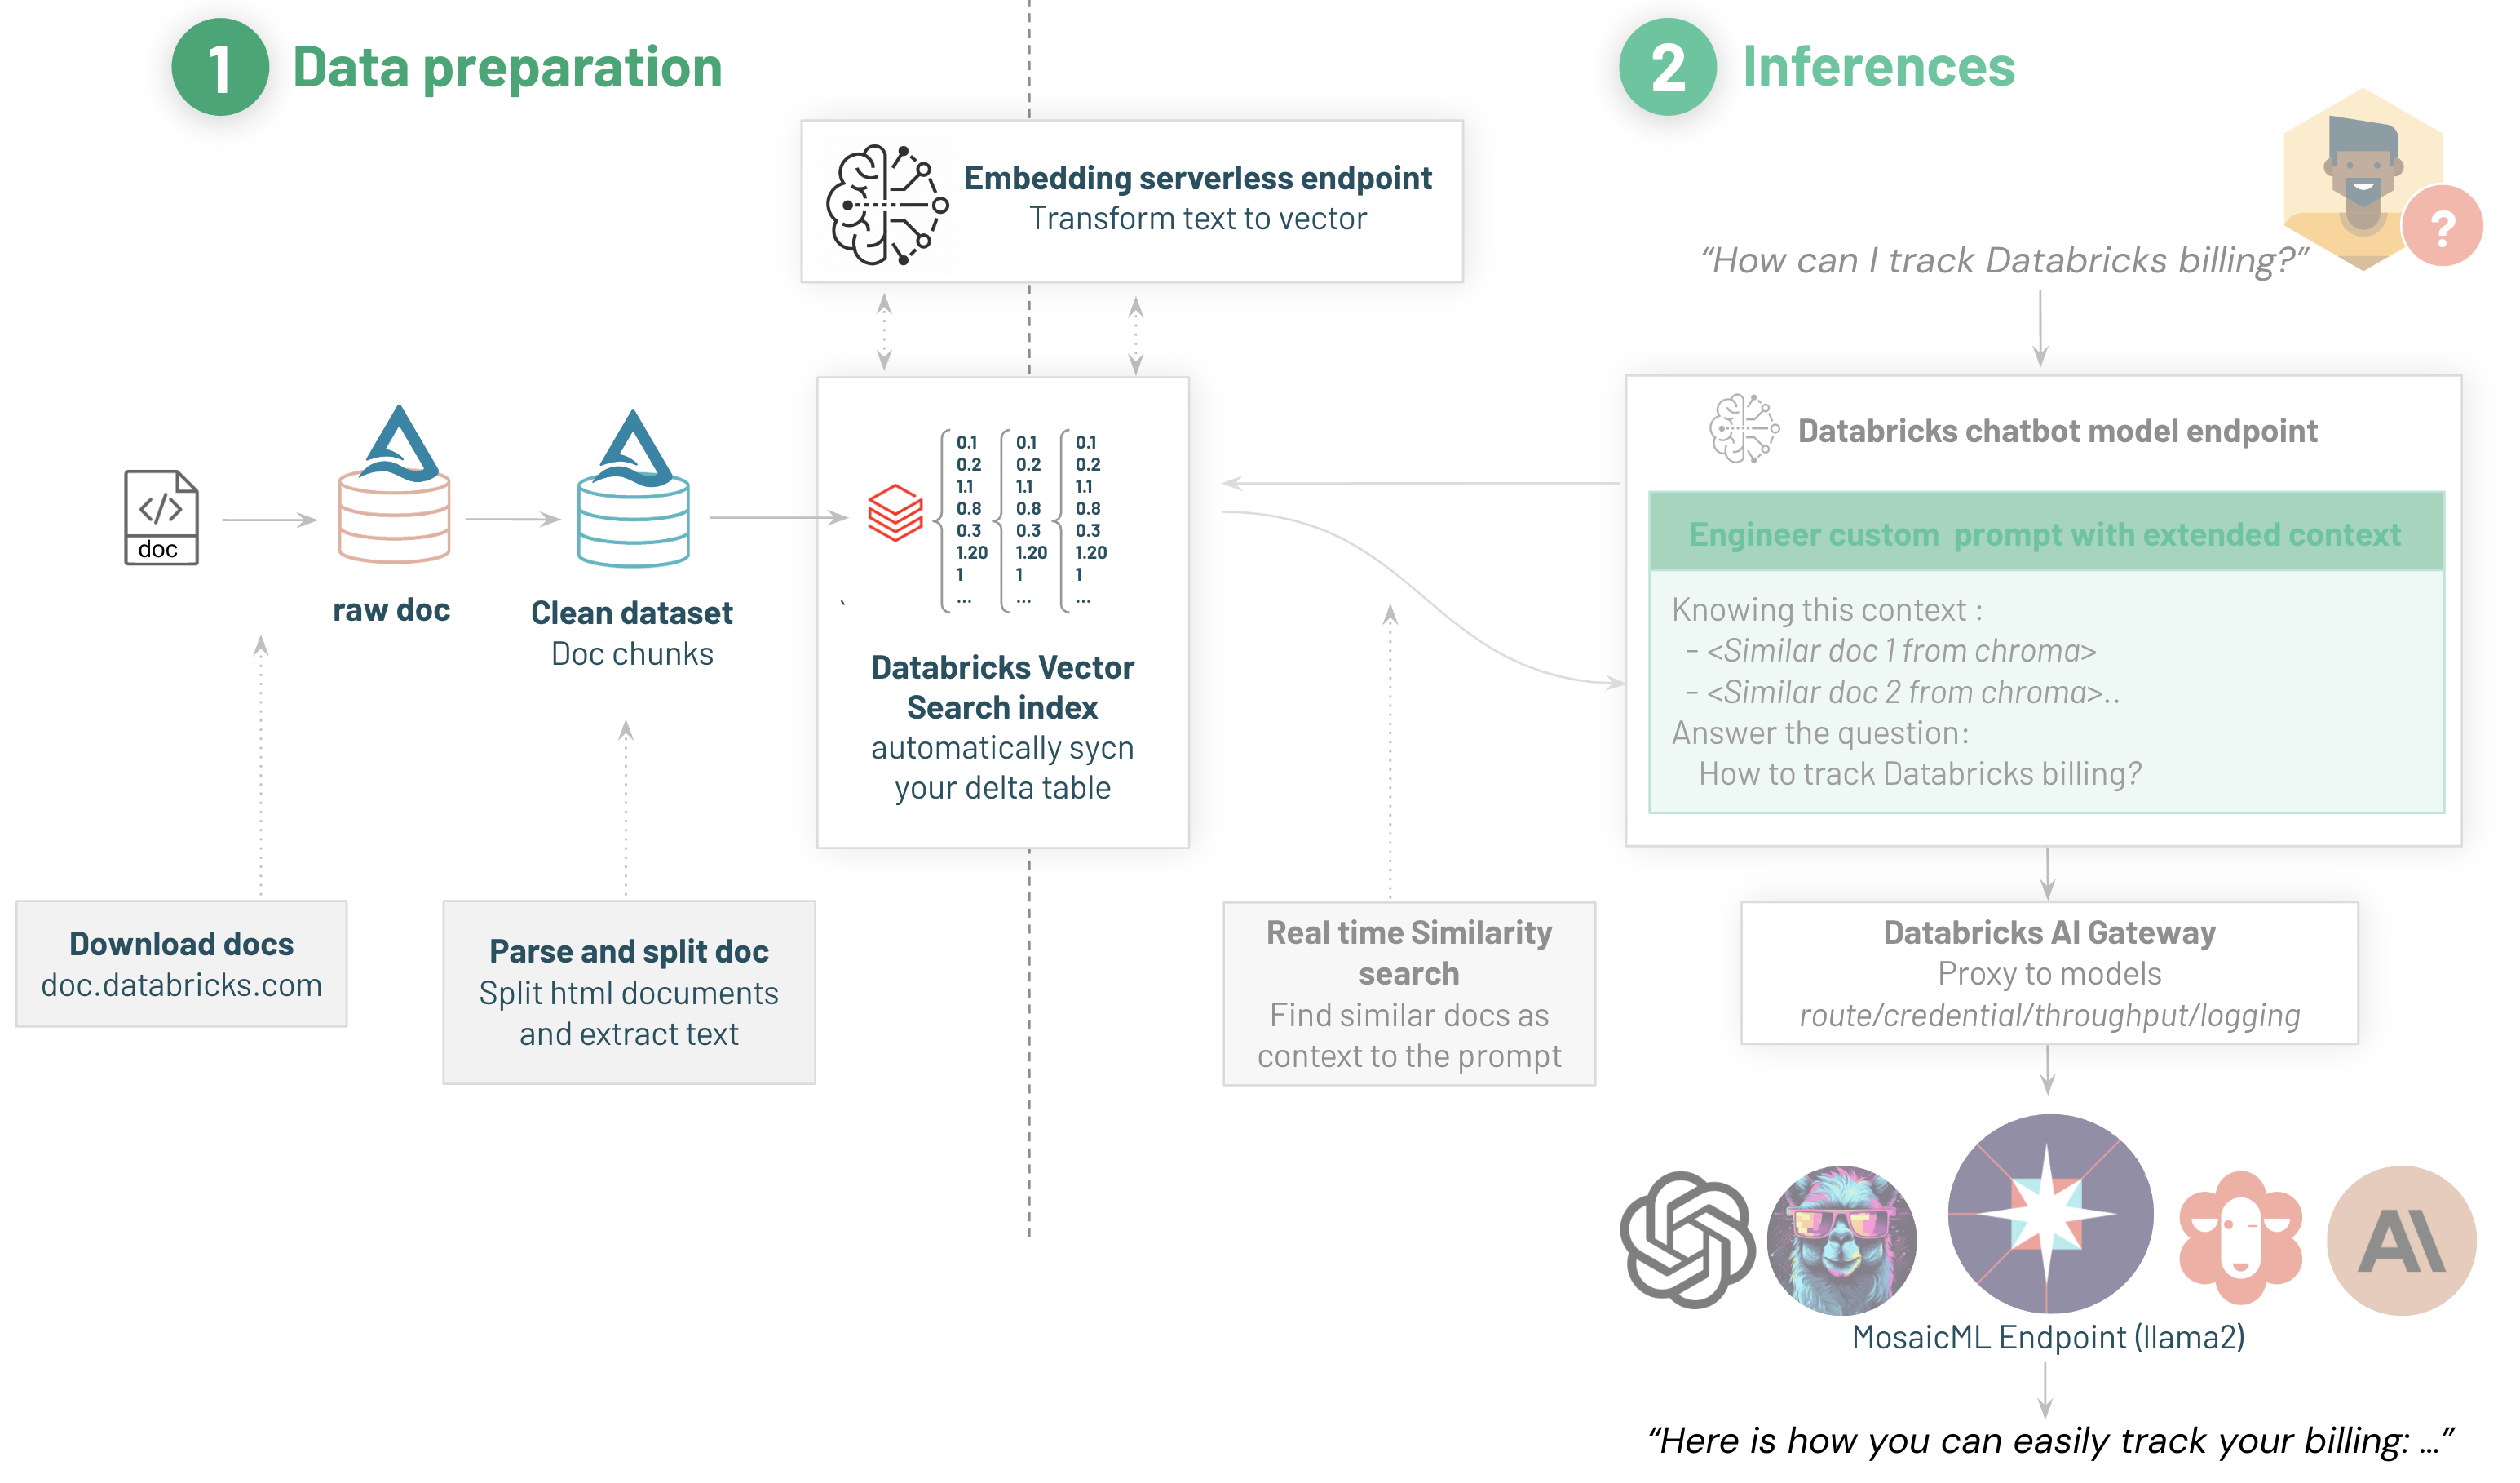 1 Data preparation
Embedding serverless endpoint
Transform text to vector
doc
raw doc
Clean dataset
Doc chunks
0.1 0.1 0.1
0.2 0.2 0.2
1.1 1.1 1.1
0.8 0.8 0.8
0.3 0.3 0.3
1.20 1.20 1.20
1 1 1
... ... ...
`
Databricks Vector
Search index
automatically sycn
your delta table
Download docs
doc.databricks.com
Parse and split doc
Split html documents
and extract text
2 Inferences
?
“How can I track Databricks billing?”
Databricks chatbot model endpoint
Engineer custom  prompt with extended context
Knowing this context :
- <Similar doc 1 from chroma>
- <Similar doc 2 from chroma>..
Answer the question:
How to track Databricks billing?
Real time Similarity
search
Find similar docs as
context to the prompt
Databricks AI Gateway
Proxy to models
route/credential/throughput/logging
A\
MosaicML Endpoint (llama2)
“Here is how you can easily track your billing: ...”